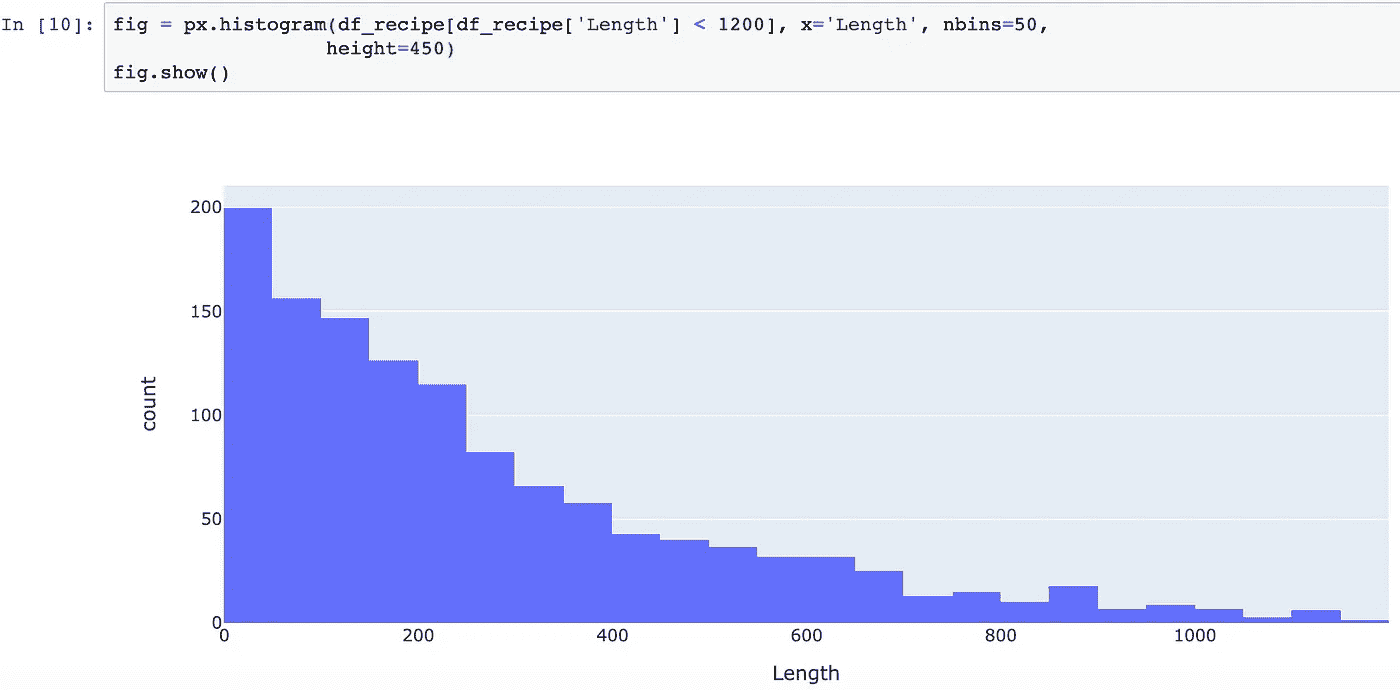 In [10]: fig = px.histogram(df_recipe[df_recipe['Length'] < 1200], x='Length', nbins=50,
height=450)
fig.show()
200
150
100
50
0
count
0 200 400 600 800 1000
Length